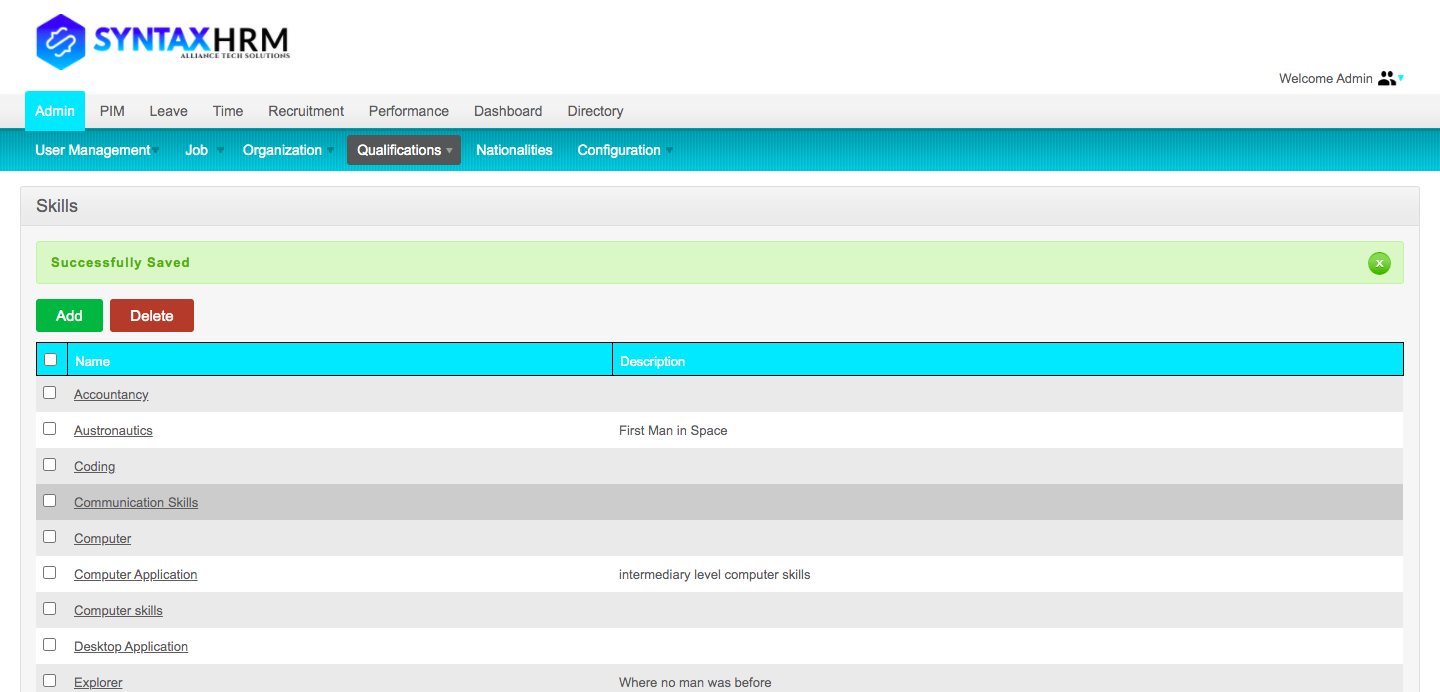 SYNTAXHRM
ALLIANCE TECH SOLUTIONS
Welcome Admin
Admin PIM Leave Time Recruitment Performance Dashboard Directory
User Management Job Organization Qualifications Nationalities Configuration
Skills
Successfully Saved
Add Delete
Name Description
Accountancy
Austronautics First Man in Space
Coding
Communication Skills
Computer
Computer Application intermediary level computer skills
Computer skills
Desktop Application
Explorer Where no man was before